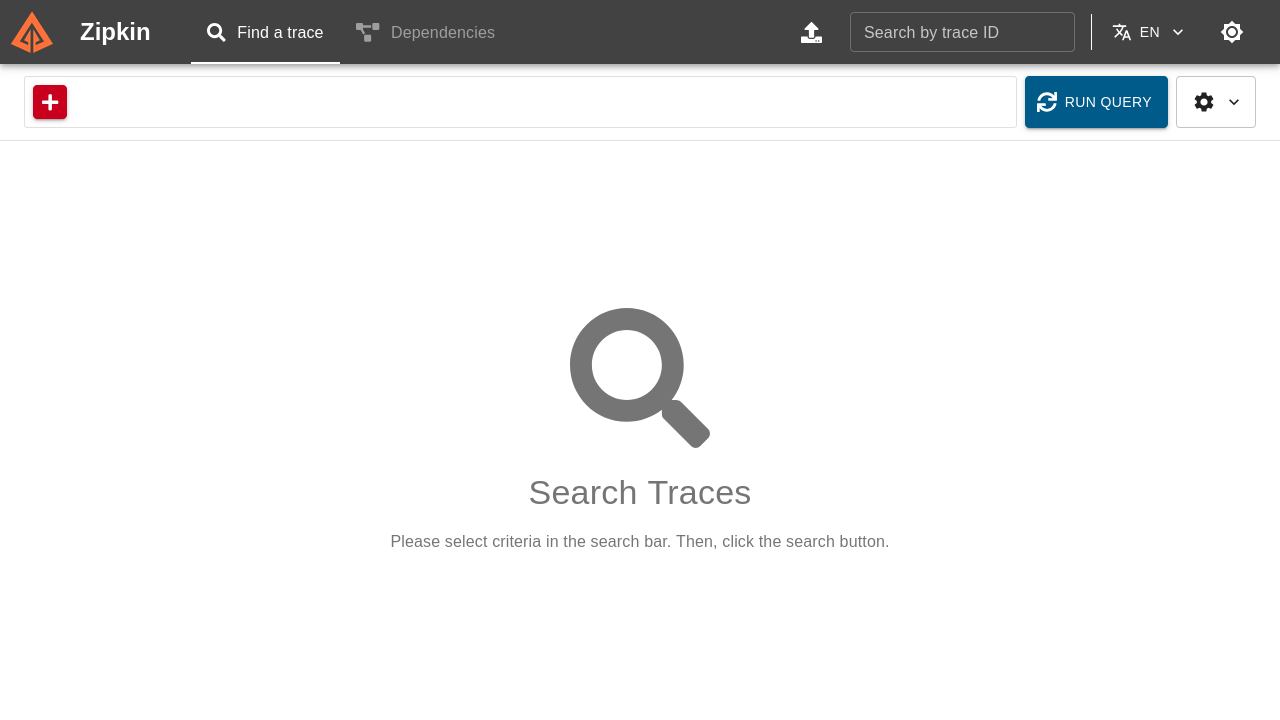 Zipkin
Find a trace
Dependencies
Search by trace ID
EN
RUN QUERY
Search Traces
Please select criteria in the search bar. Then, click the search button.